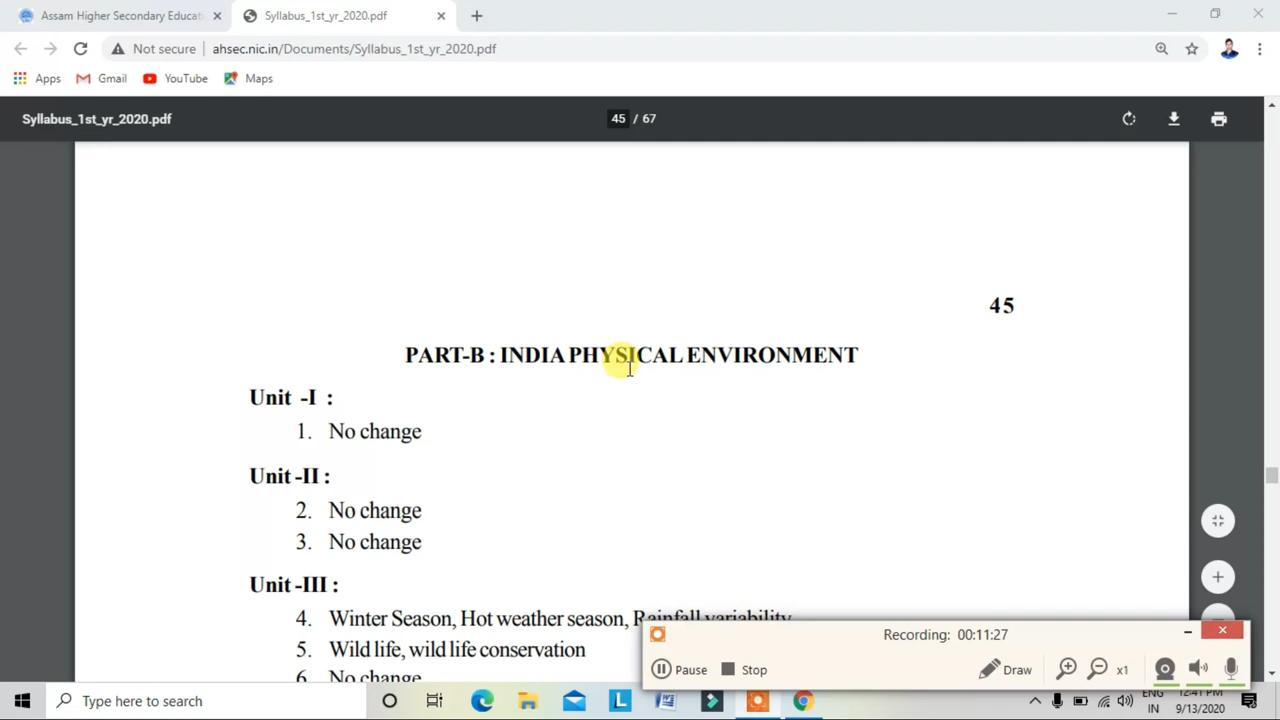 Assam Higher Secondary Educati
Syllabus_1st_yr_2020.pdf
Not secure
ahsec.nic.in/Documents/Syllabus_1st_yr_2020.pdf
Apps
Gmail
YouTube
Maps
Syllabus_1st_yr_2020.pdf
45 / 67
45
PART-B : INDIA PHYSICAL ENVIRONMENT
Unit -I :
1. No change
Unit -II :
2. No change
3. No change
Unit -III :
4. Winter Season, Hot weather season, Rainfall variability
5. Wild life, wild life conservation
6. No change
Recording: 00:11:27
Pause
Stop
Draw
x1
Type here to search
ENG
IN
12:41 PM
9/13/2020